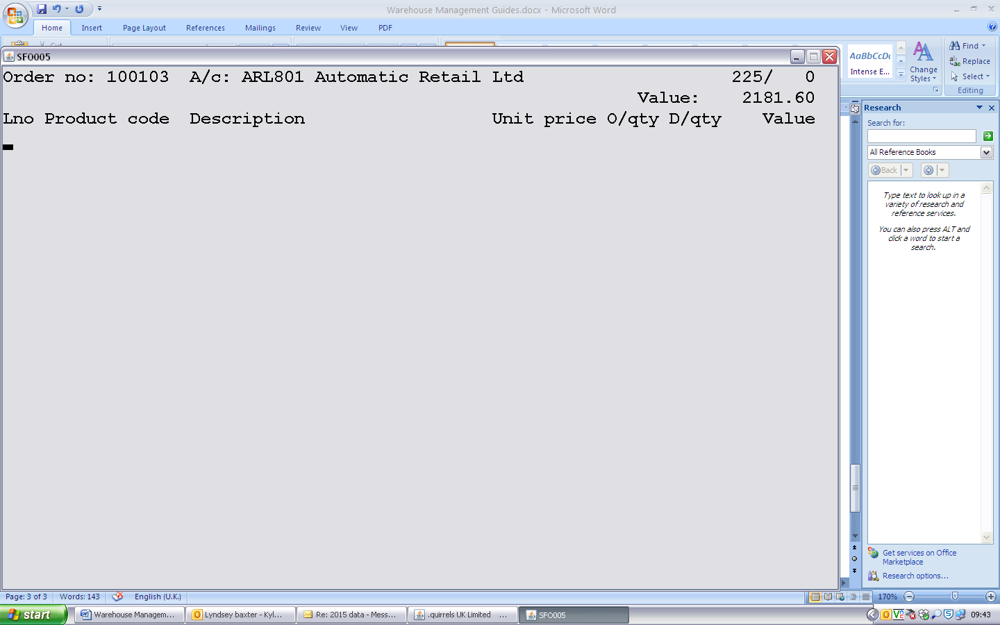 Warehouse Management Guides.docx - Microsoft Word
Home Insert Page Layout References Mailings Review View PDF
Cut
SFO005
Order no: 100103 A/c: ARL801 Automatic Retail Ltd 225/ 0
Value: 2181.60
Lno Product code Description Unit price O/qty D/qty Value
AaBbCcDc
Intense E...
Change
Styles
Find
Replace
Select
Editing
Research
Search for:
All Reference Books
Back
Type text to look up in a
variety of research and
reference services.
You can also press ALT and
click a word to start a
search.
Get services on Office
Marketplace
Research options...
Page: 3 of 3 Words: 143 English (U.K.) 170%
start Warehouse Managem... Lyndsey baxter - Kyl... Re: 2015 data - Mess... .quirrels UK Limited ... SFO005 09:43